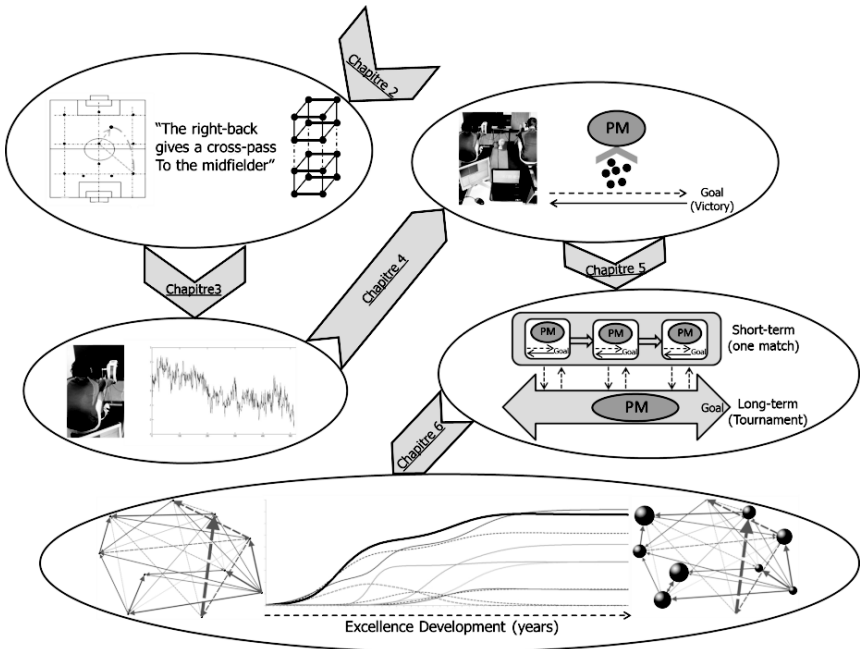 Chapitre 2
"The right-back
gives a cross-pass
To the midfielder"
PM
Goal
(Victory)
Chapitre3
Chapitre 4
Chapitre 5
PM
Goal
PM
Goal
PM
Goal
Short-term
(one match)
PM
Goal
Long-term
(Tournament)
Chapitre 6
Excellence Development (years)